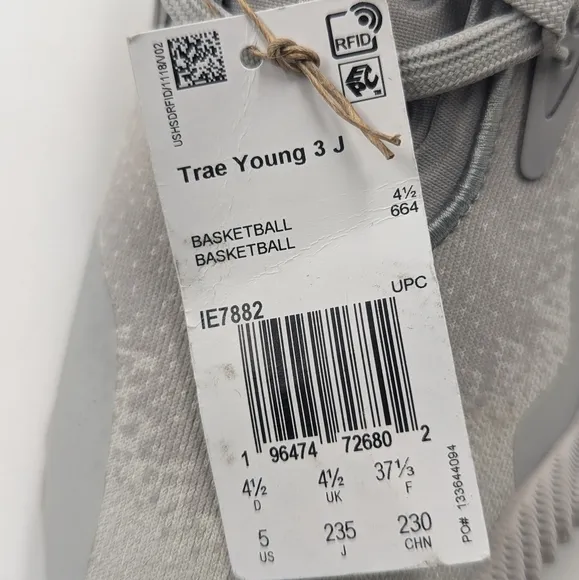 USHSDRFID/1118/V02
RFID
EPC™
Trae Young 3 J
4½
664
BASKETBALL
BASKETBALL
UPC
IE7882
1 96474 72680 2
4½ 4½ 37⅓
D UK F
5 235 230
US J CHN
PO# 133644094